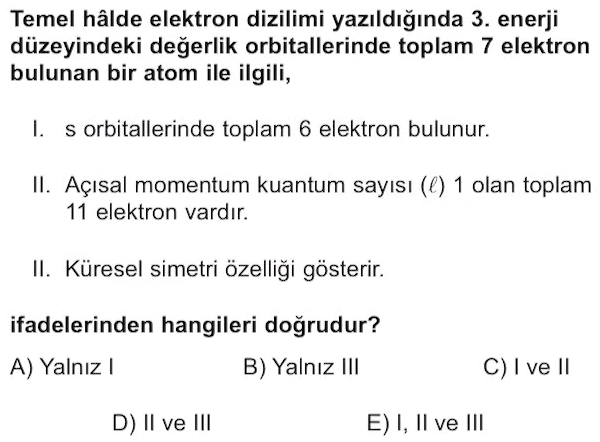 Temel hâlde elektron dizilimi yazıldığında 3. enerji
düzeyindeki değerlik orbitallerinde toplam 7 elektron
bulunan bir atom ile ilgili,
I. s orbitallerinde toplam 6 elektron bulunur.
II. Açısal momentum kuantum sayısı (ℓ) 1 olan toplam
11 elektron vardır.
II. Küresel simetri özelliği gösterir.
ifadelerinden hangileri doğrudur?
A) Yalnız I B) Yalnız III C) I ve II
D) II ve III E) I, II ve III